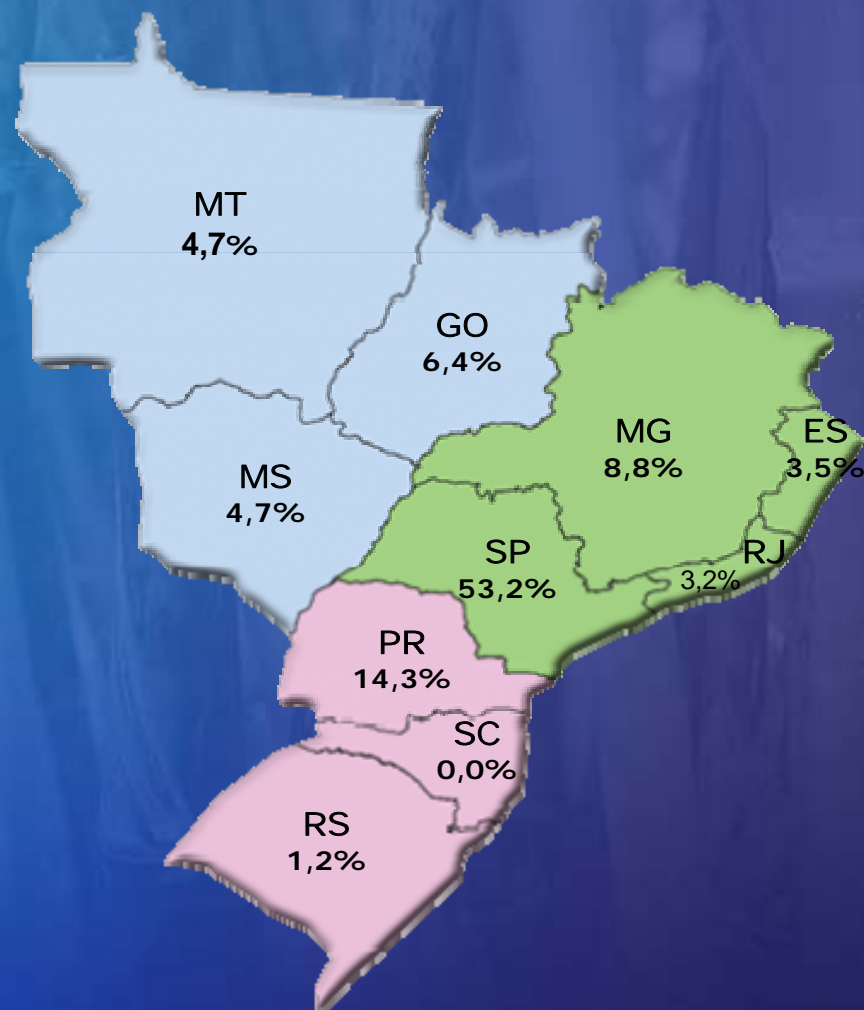 MT
4,7%
GO
6,4%
MG
8,8%
ES
3,5%
MS
4,7%
SP
53,2%
RJ
3,2%
PR
14,3%
SC
0,0%
RS
1,2%